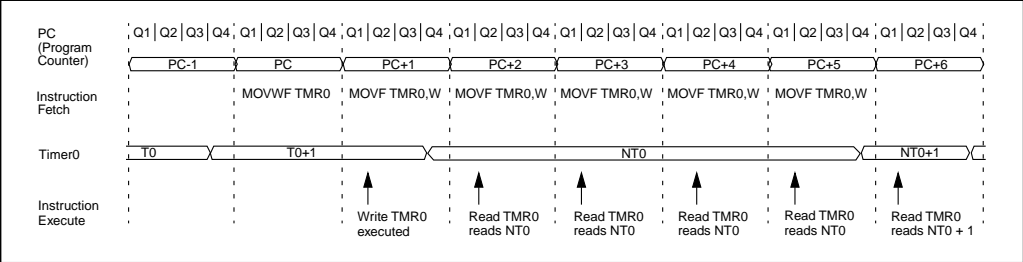 PC
(Program
Counter)
Q1 Q2 Q3 Q4 Q1 Q2 Q3 Q4 Q1 Q2 Q3 Q4 Q1 Q2 Q3 Q4 Q1 Q2 Q3 Q4 Q1 Q2 Q3 Q4 Q1 Q2 Q3 Q4 Q1 Q2 Q3 Q4
PC-1 PC PC+1 PC+2 PC+3 PC+4 PC+5 PC+6
Instruction
Fetch
MOVWF TMR0 MOVF TMR0,W MOVF TMR0,W MOVF TMR0,W MOVF TMR0,W MOVF TMR0,W
Timer0
T0 T0+1 NT0 NT0+1
Instruction
Execute
Write TMR0
executed
Read TMR0
reads NT0
Read TMR0
reads NT0
Read TMR0
reads NT0
Read TMR0
reads NT0
Read TMR0
reads NT0 + 1